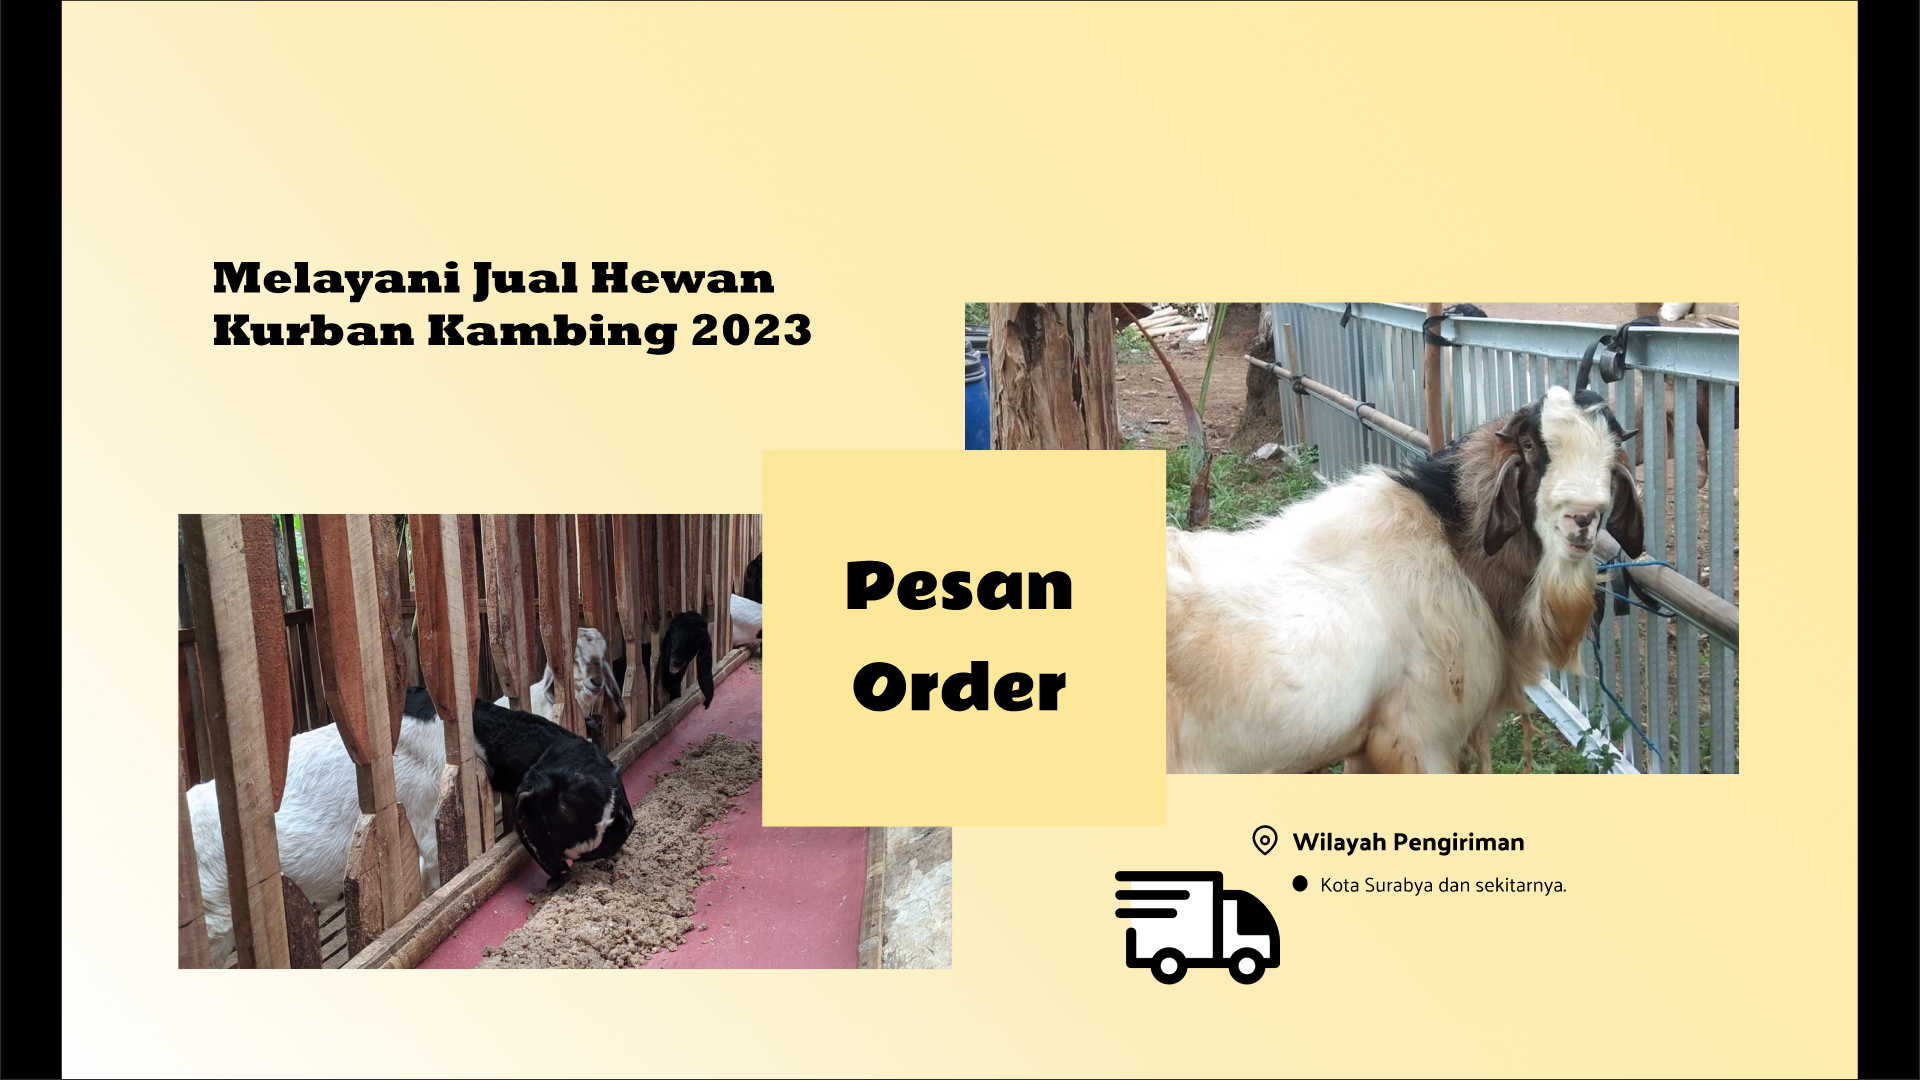 Melayani Jual Hewan
Kurban Kambing 2023
Pesan
Order
Wilayah Pengiriman
Kota Surabya dan sekitarnya.